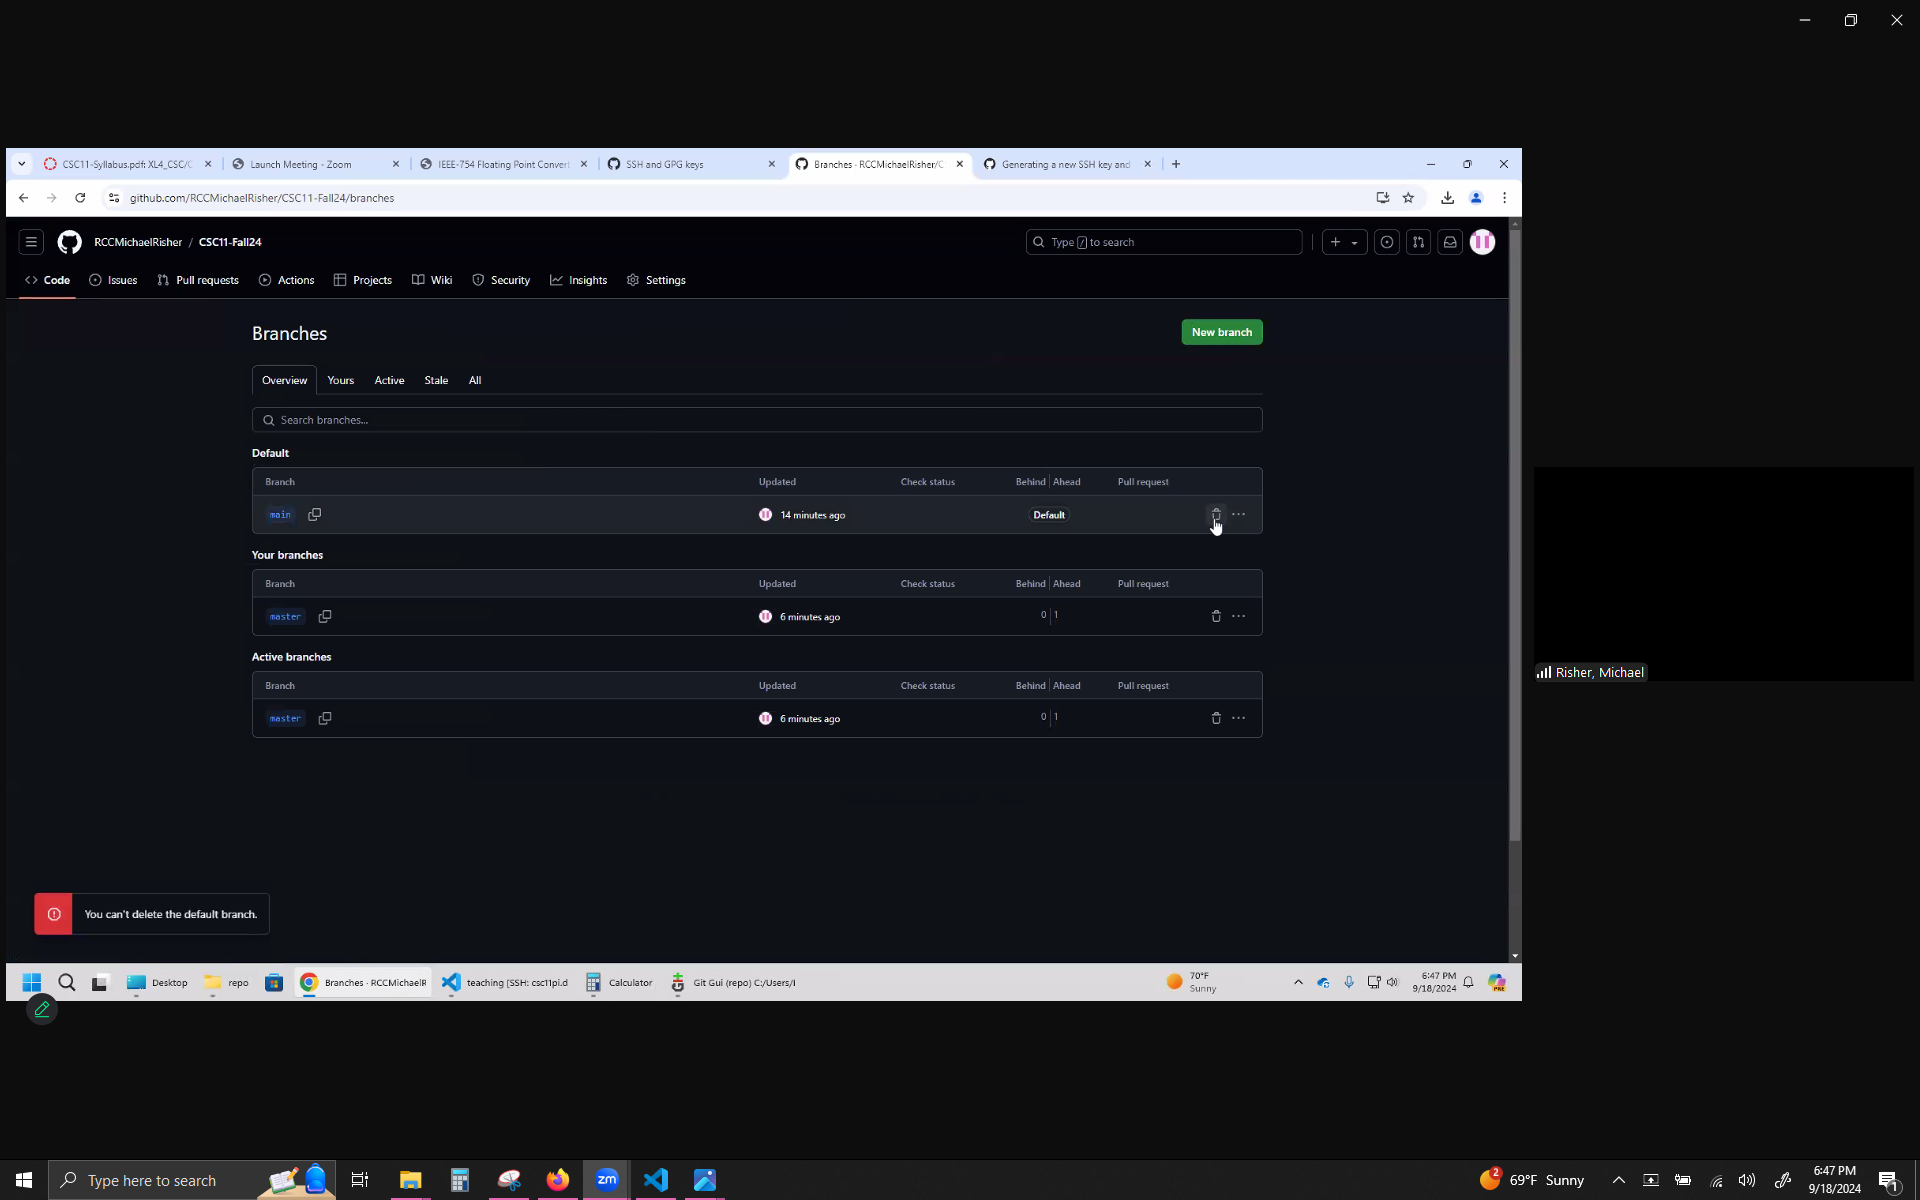 CSC11-Syllabus.pdf: XL4_CSC/C
Launch Meeting - Zoom
IEEE-754 Floating Point Convert
SSH and GPG keys
Branches · RCCMichaelRisher/C
Generating a new SSH key and
github.com/RCCMichaelRisher/CSC11-Fall24/branches
RCCMichaelRisher / CSC11-Fall24
Type / to search
Code
Issues
Pull requests
Actions
Projects
Wiki
Security
Insights
Settings
Branches
New branch
Overview
Yours
Active
Stale
All
Search branches...
Default
Branch Updated Check status Behind Ahead Pull request
main 14 minutes ago Default
Your branches
Branch Updated Check status Behind Ahead Pull request
master 6 minutes ago 0 1
Active branches
Branch Updated Check status Behind Ahead Pull request
master 6 minutes ago 0 1
You can't delete the default branch.
Risher, Michael
Desktop
repo
Branches · RCCMichaelR
teaching [SSH: csc11pi.d
Calculator
Git Gui (repo) C:/Users/I
70°F
Sunny
6:47 PM
9/18/2024
PRE
Type here to search
zm
2
69°F Sunny
6:47 PM
9/18/2024
1